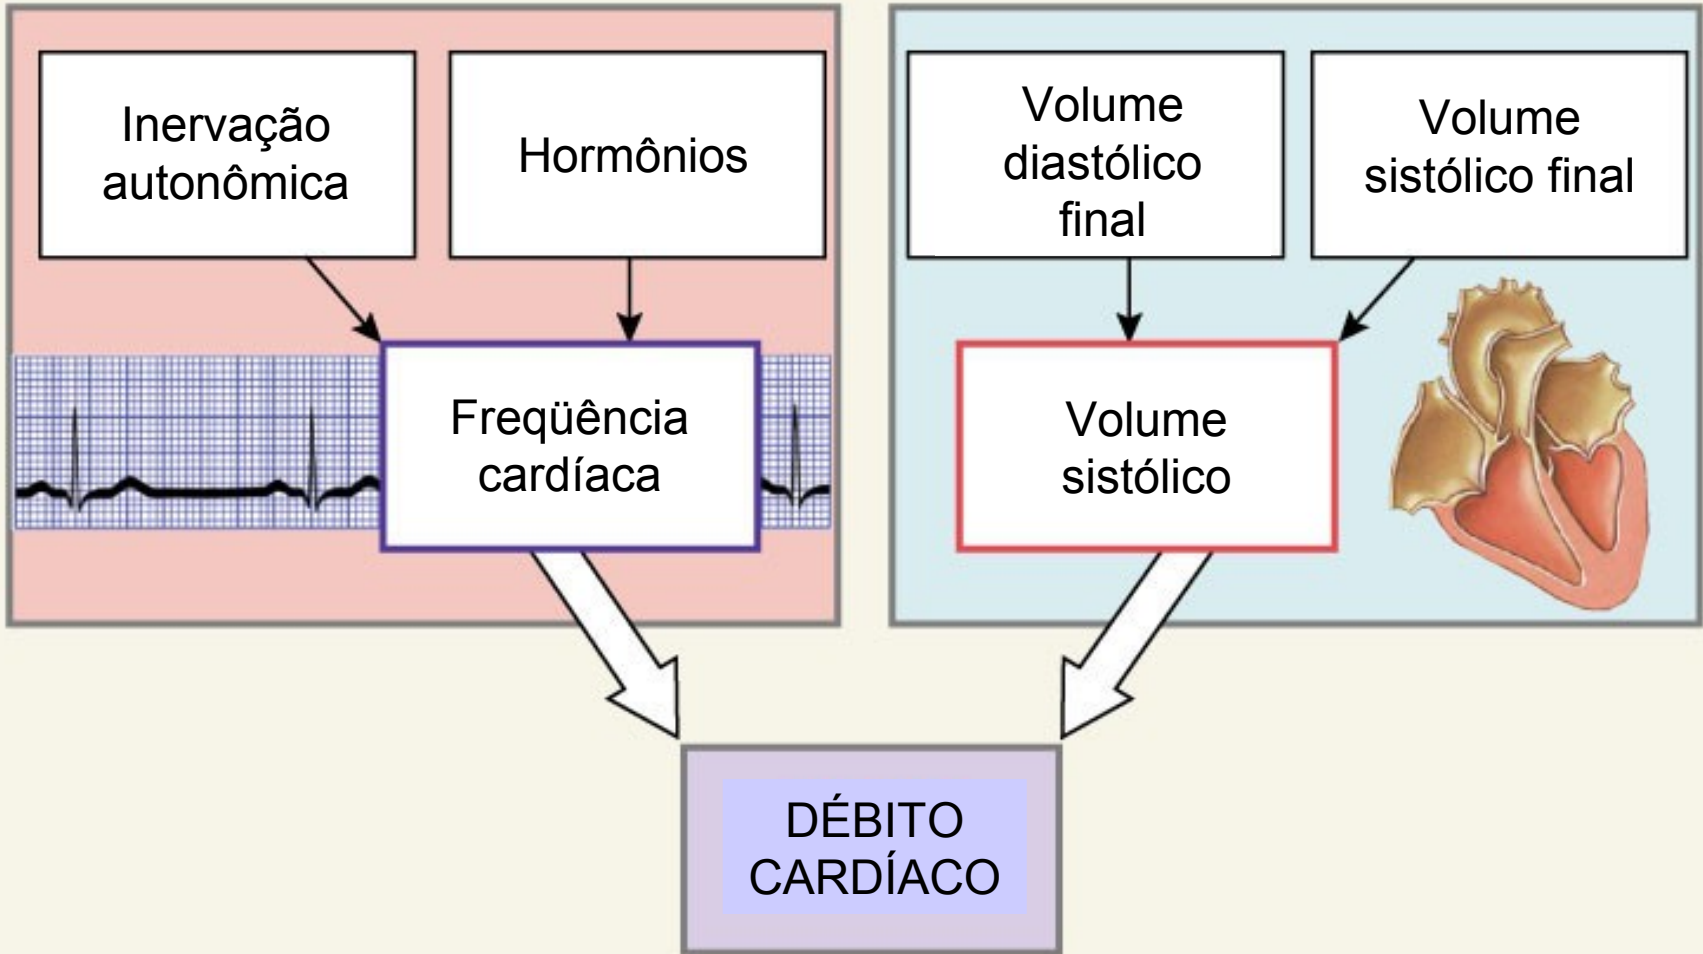 Inervação
autonômica
Hormônios
Volume
diastólico
final
Volume
sistólico final
Freqüência
cardíaca
Volume
sistólico
DÉBITO
CARDÍACO